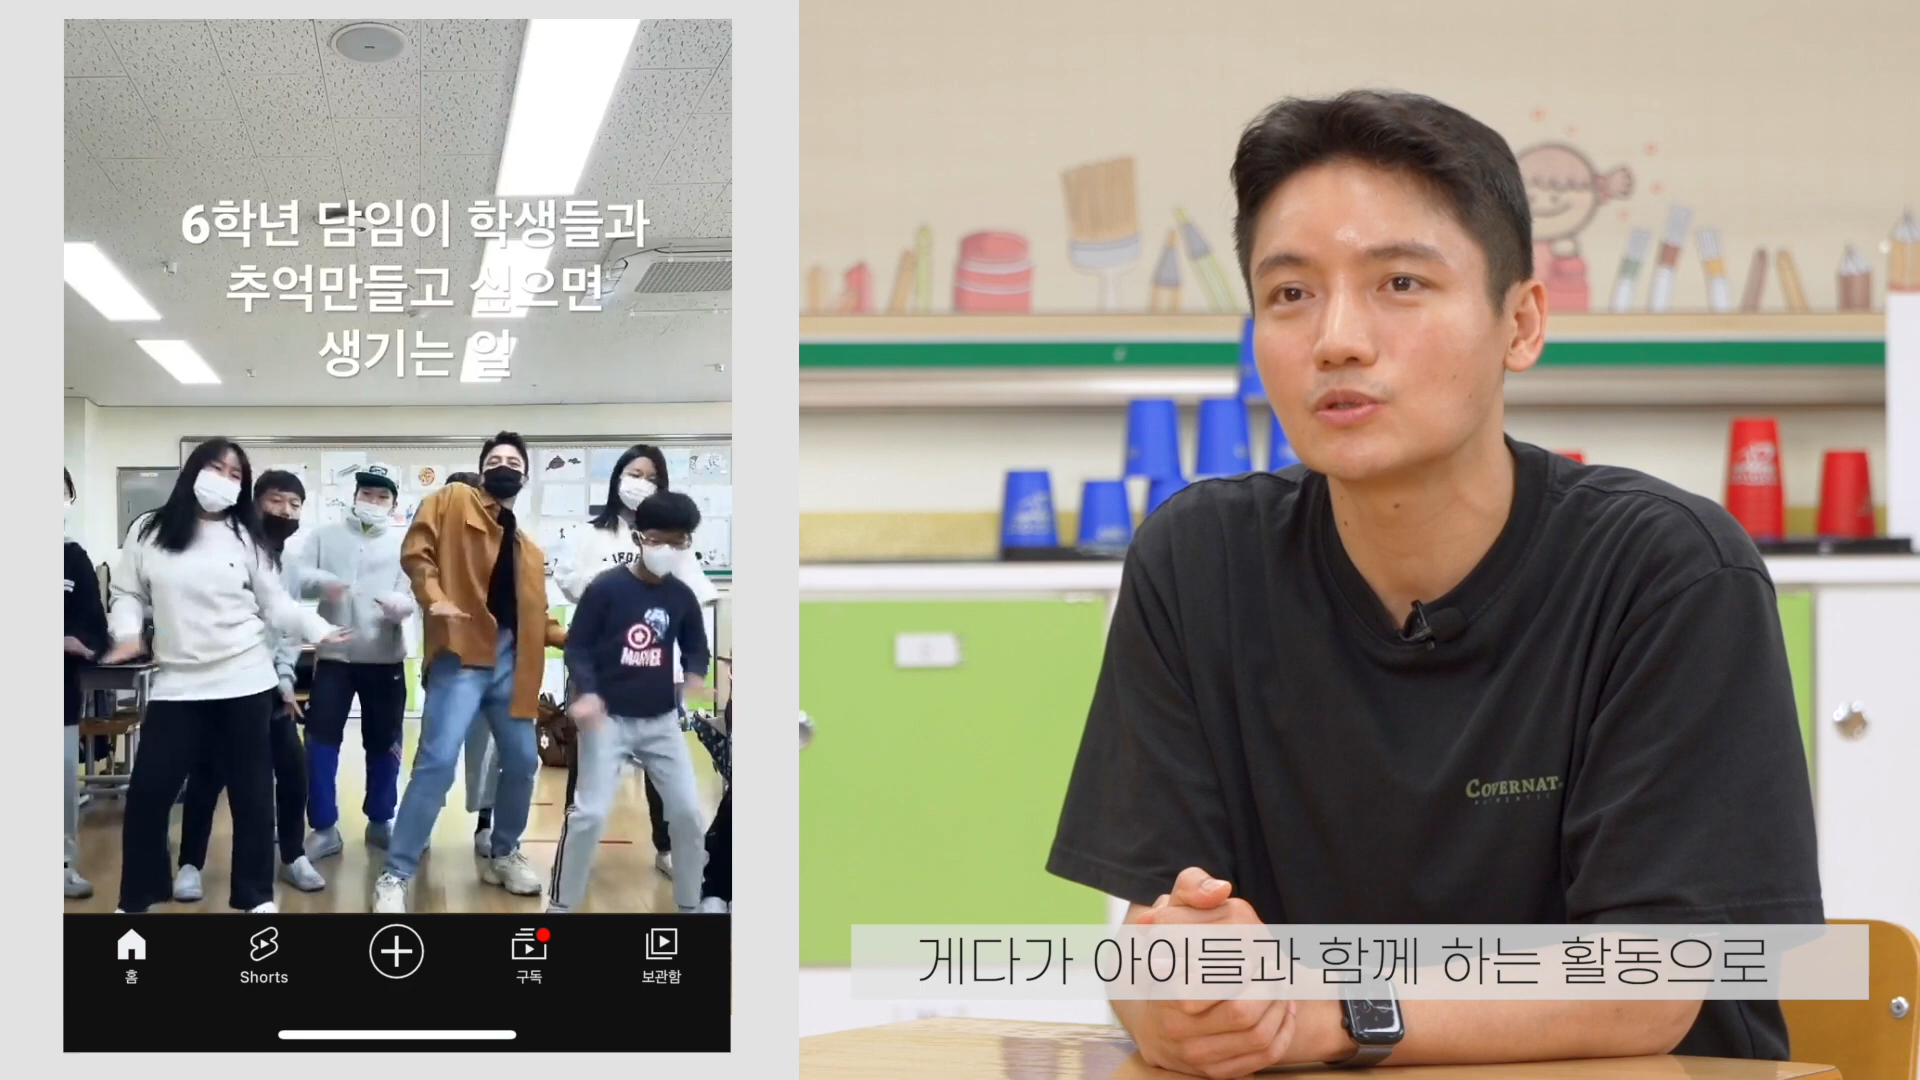 6학년 담임이 학생들과
추억만들고 싶으면
생기는 일
MARVEL
홈
Shorts
구독
보관함
COVERNAT
게다가 아이들과 함께 하는 활동으로